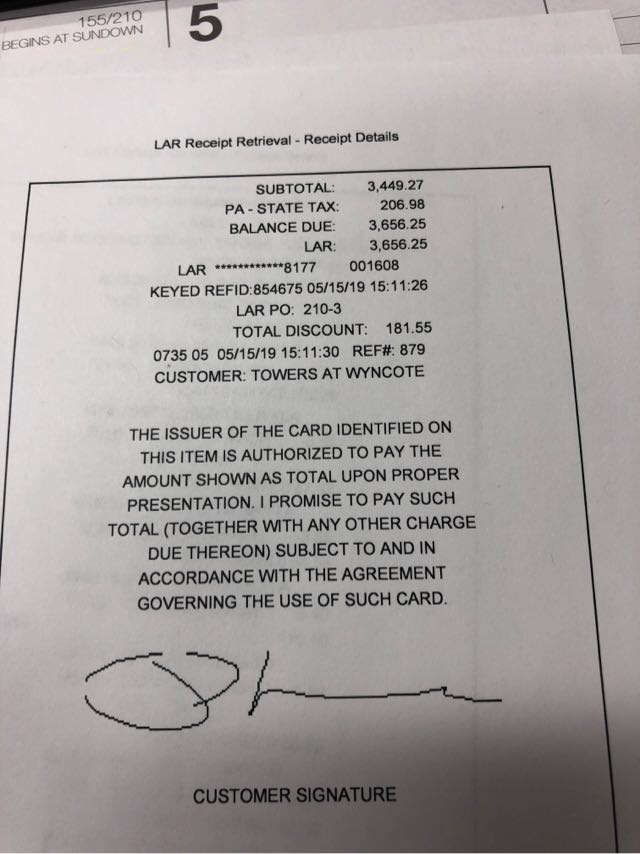 155/210
BEGINS AT SUNDOWN
5
LAR Receipt Retrieval - Receipt Details
SUBTOTAL: 3,449.27
PA - STATE TAX: 206.98
BALANCE DUE: 3,656.25
LAR: 3,656.25
LAR ************8177 001608
KEYED REFID:854675 05/15/19 15:11:26
LAR PO: 210-3
TOTAL DISCOUNT: 181.55
0735 05 05/15/19 15:11:30 REF#: 879
CUSTOMER: TOWERS AT WYNCOTE
THE ISSUER OF THE CARD IDENTIFIED ON
THIS ITEM IS AUTHORIZED TO PAY THE
AMOUNT SHOWN AS TOTAL UPON PROPER
PRESENTATION. I PROMISE TO PAY SUCH
TOTAL (TOGETHER WITH ANY OTHER CHARGE
DUE THEREON) SUBJECT TO AND IN
ACCORDANCE WITH THE AGREEMENT
GOVERNING THE USE OF SUCH CARD.
CUSTOMER SIGNATURE